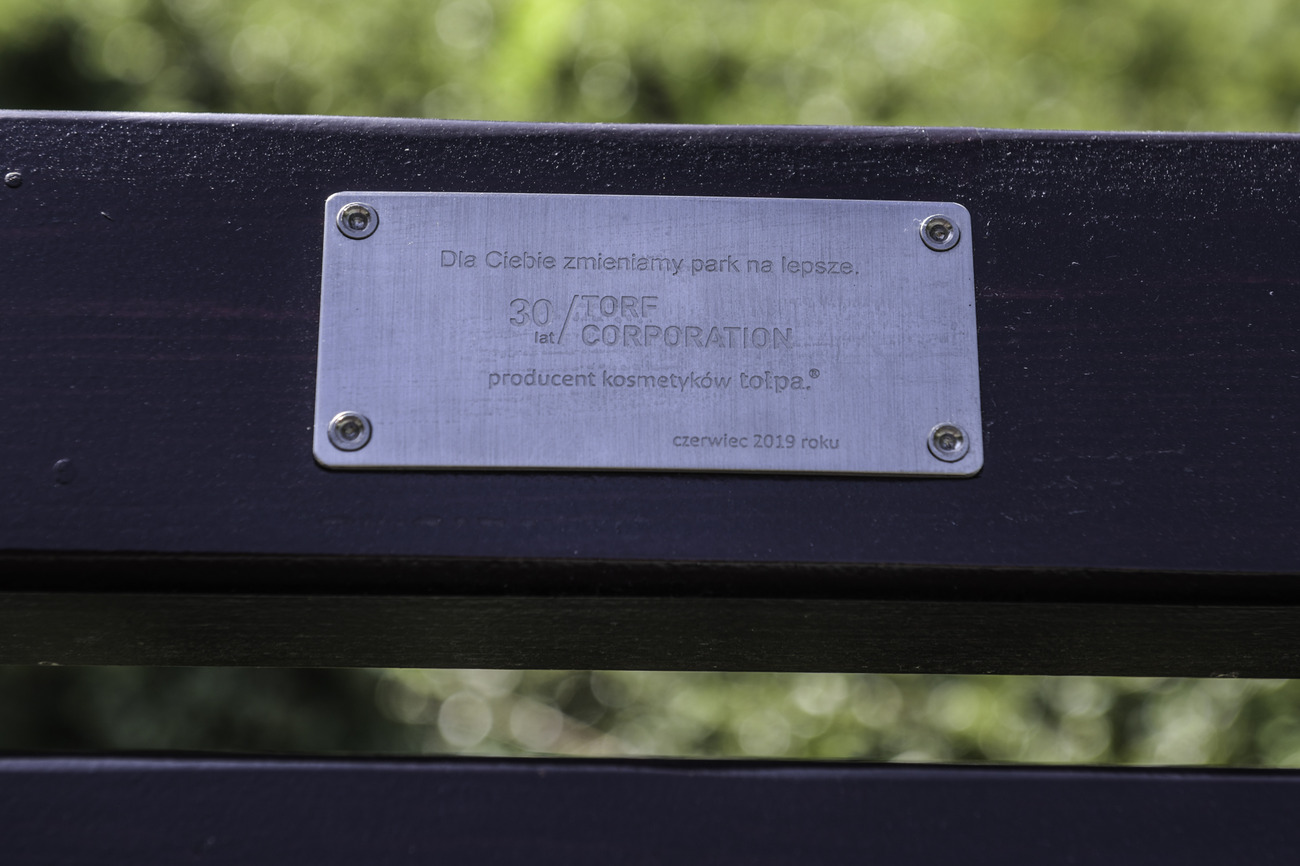 Dla Ciebie zmieniamy park na lepsze.
30 lat / TORF
CORPORATION
producent kosmetyków tołpa.®
czerwiec 2019 roku